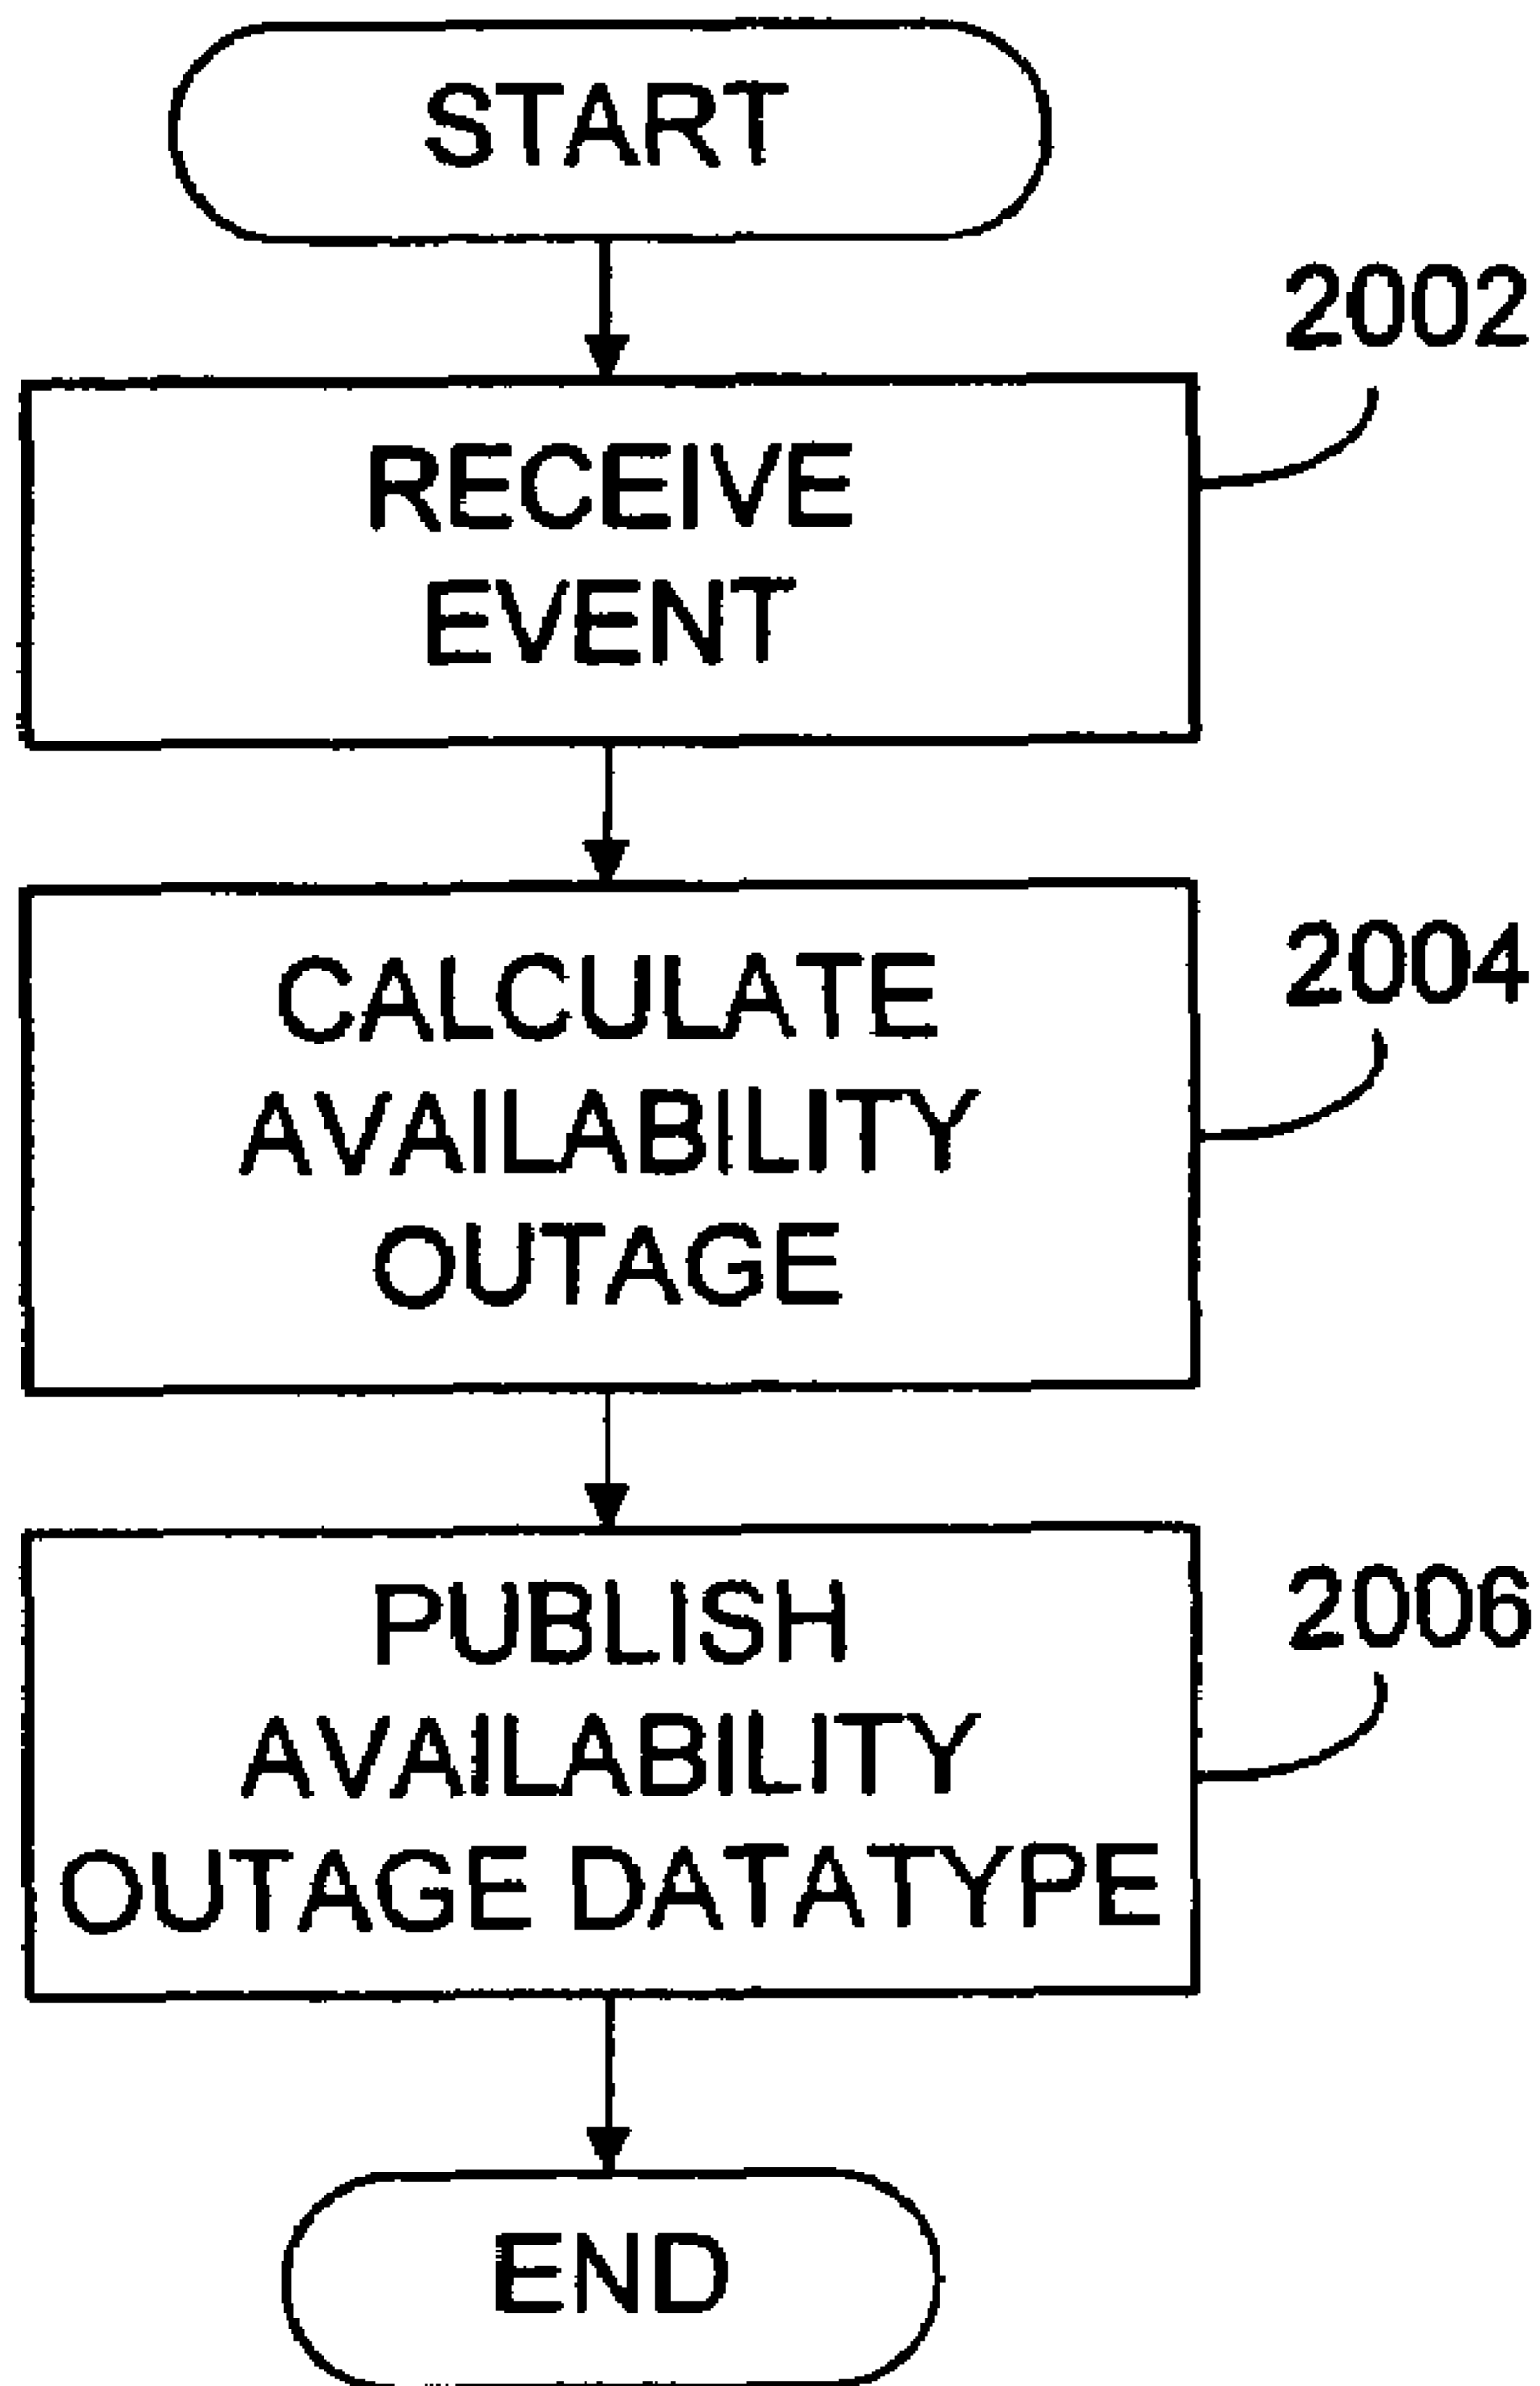 START
2002
RECEIVE
EVENT
2004
CALCULATE
AVAILABILITY
OUTAGE
2006
PUBLISH
AVAILABILITY
OUTAGE DATATYPE
END